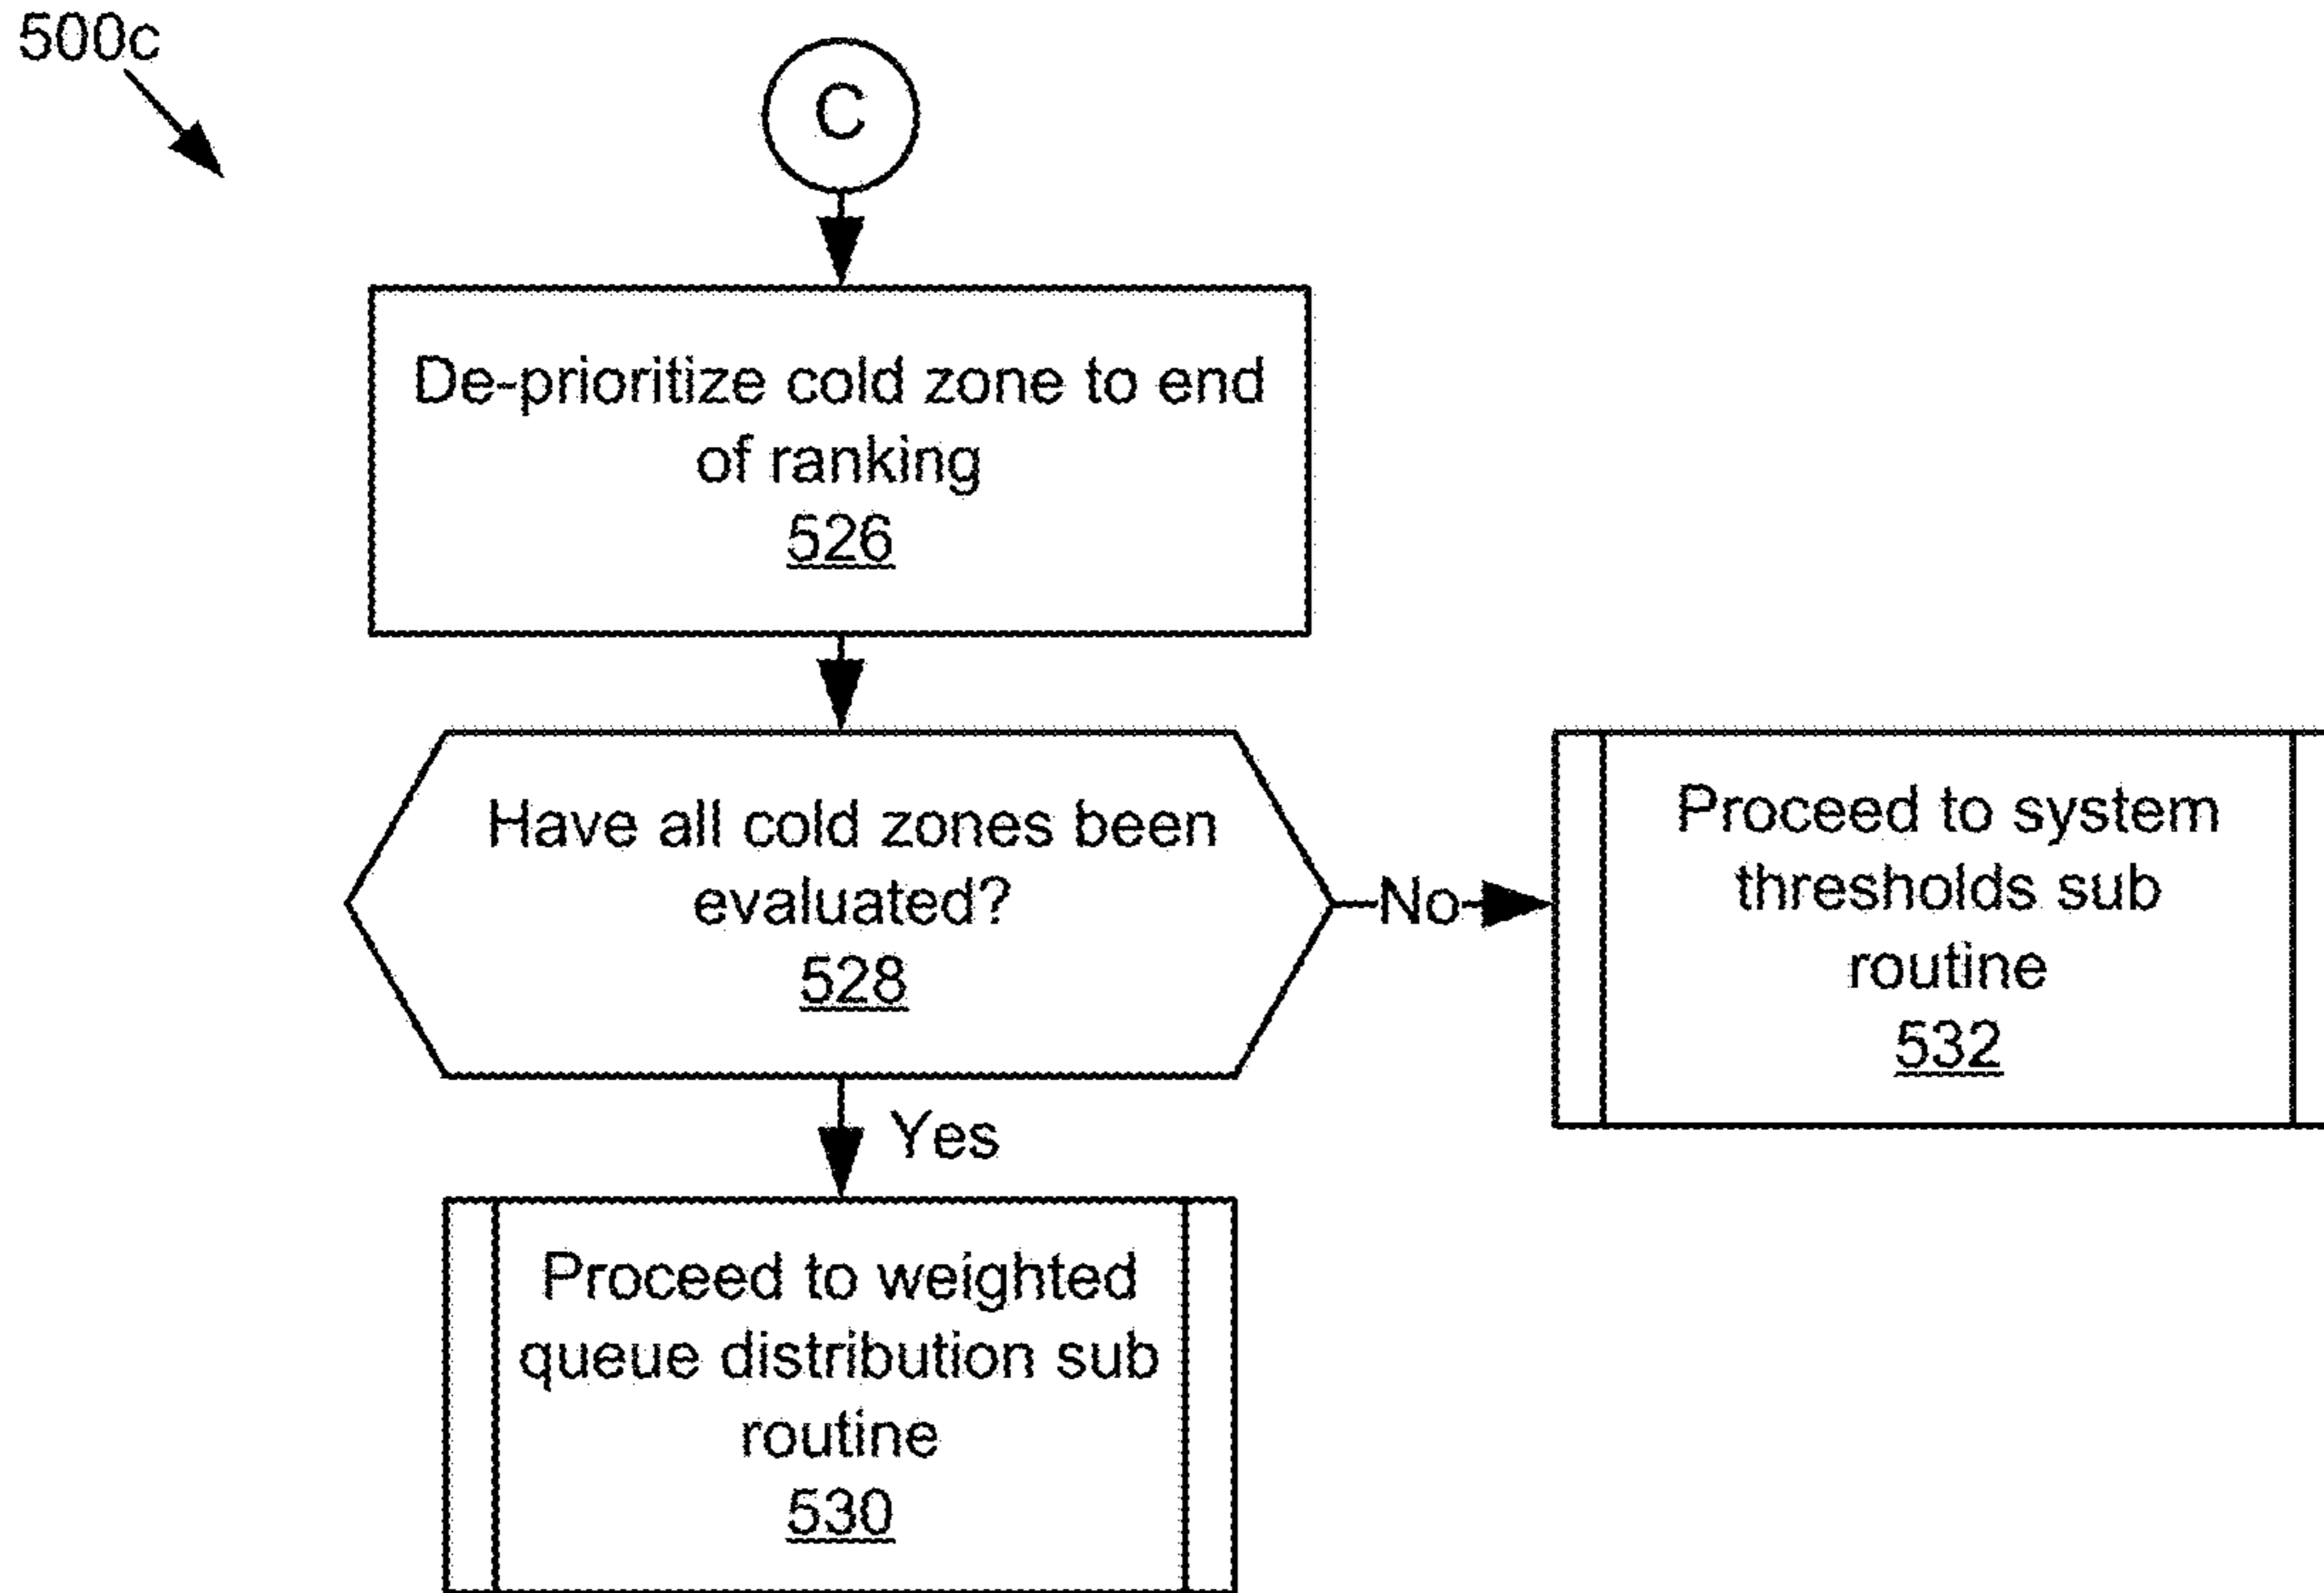 500c
C
De-prioritize cold zone to end
of ranking
526
Have all cold zones been
evaluated?
528
No
Proceed to system
thresholds sub
routine
532
Yes
Proceed to weighted
queue distribution sub
routine
530